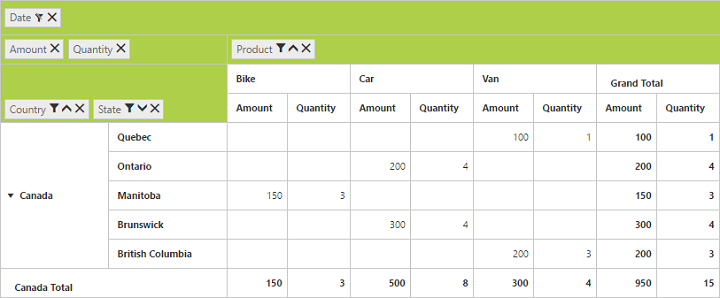 Date
Amount Quantity Product
Bike Car Van Grand Total
Country State Amount Quantity Amount Quantity Amount Quantity Amount Quantity
Quebec 100 1 100 1
Ontario 200 4 200 4
Canada Manitoba 150 3 150 3
Brunswick 300 4 300 4
British Columbia 200 3 200 3
Canada Total 150 3 500 8 300 4 950 15